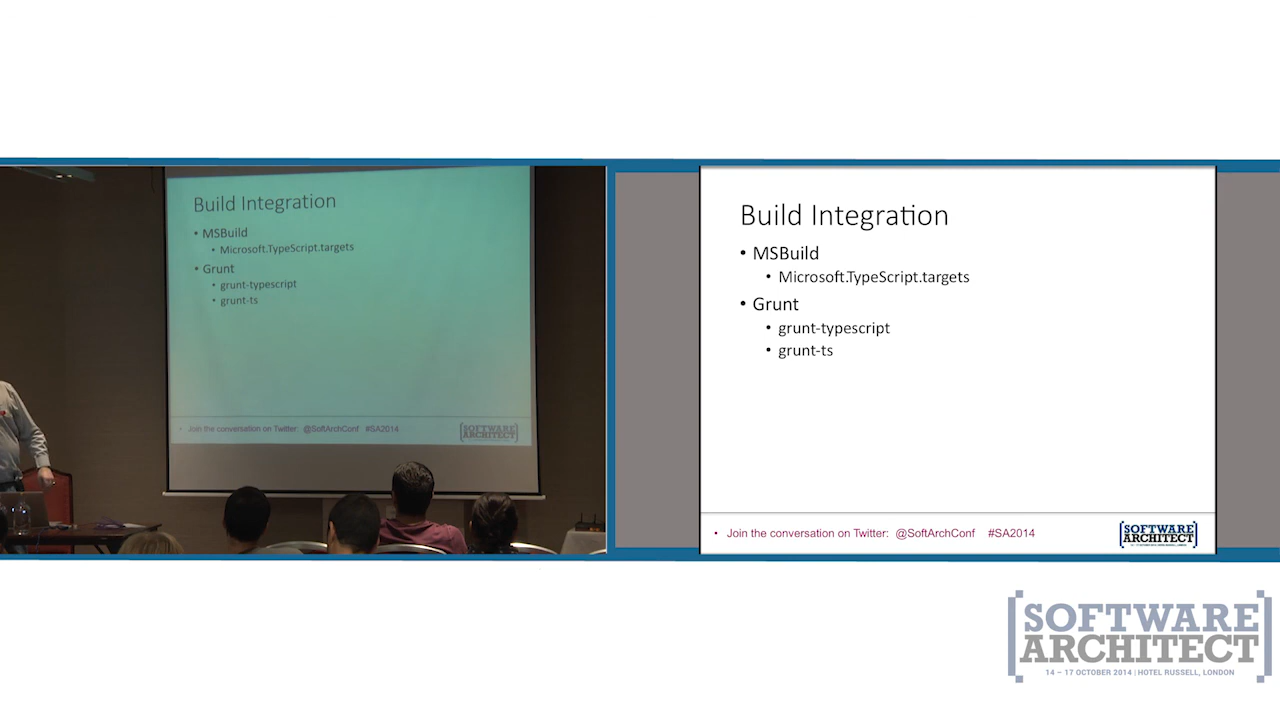 Build Integration
• MSBuild
• Microsoft.TypeScript.targets
• Grunt
• grunt-typescript
• grunt-ts
• Join the conversation on Twitter: @SoftArchConf #SA2014
[SOFTWARE ARCHITECT]
Build Integration
• MSBuild
• Microsoft.TypeScript.targets
• Grunt
• grunt-typescript
• grunt-ts
• Join the conversation on Twitter: @SoftArchConf #SA2014
SOFTWARE
ARCHITECT
SOFTWARE
ARCHITECT
14 – 17 OCTOBER 2014 | HOTEL RUSSELL, LONDON